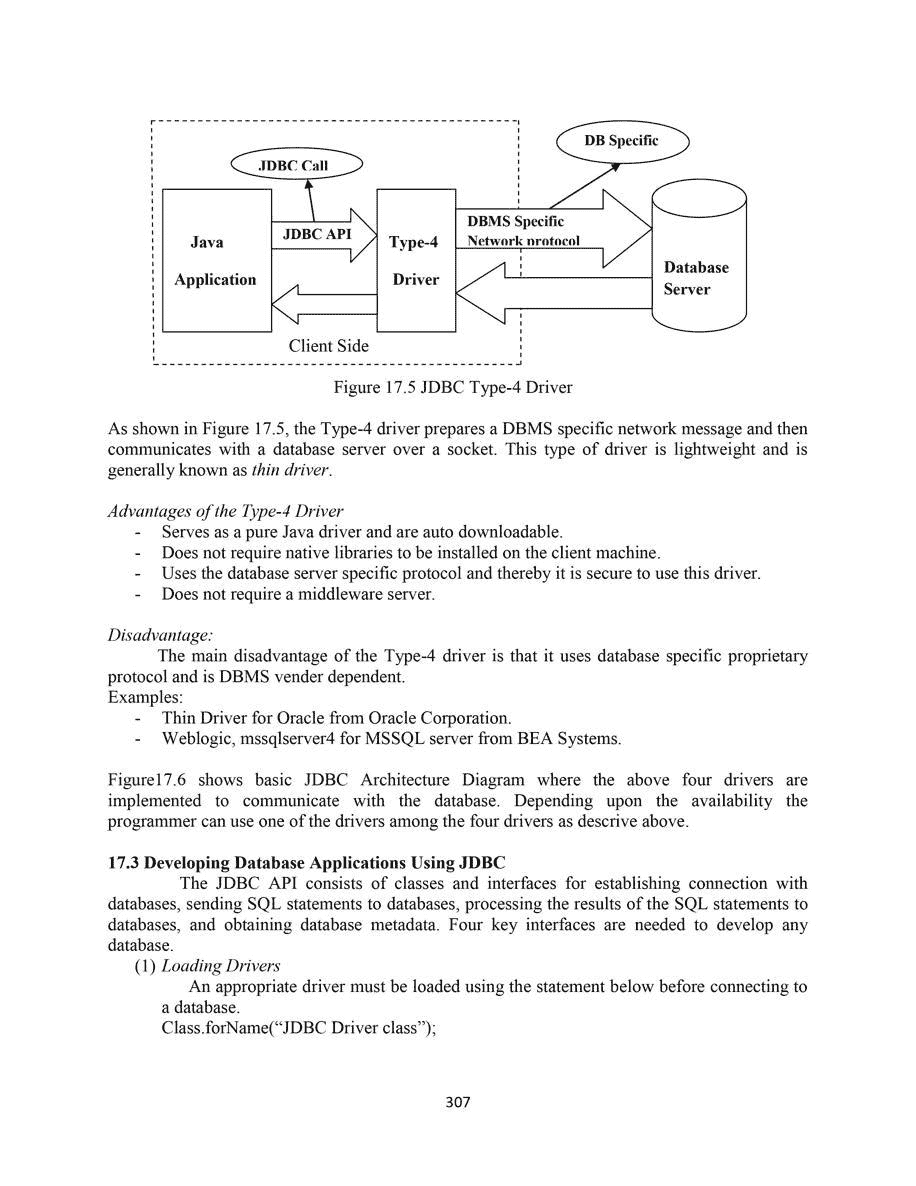 DB Specific
JDBC Call
Java
Application
JDBC API
Type-4
Driver
DBMS Specific
Network protocol
Database
Server
Client Side
Figure 17.5 JDBC Type-4 Driver
As shown in Figure 17.5, the Type-4 driver prepares a DBMS specific network message and then
communicates with a database server over a socket. This type of driver is lightweight and is
generally known as thin driver.
Advantages of the Type-4 Driver
- Serves as a pure Java driver and are auto downloadable.
- Does not require native libraries to be installed on the client machine.
- Uses the database server specific protocol and thereby it is secure to use this driver.
- Does not require a middleware server.
Disadvantage:
The main disadvantage of the Type-4 driver is that it uses database specific proprietary
protocol and is DBMS vender dependent.
Examples:
- Thin Driver for Oracle from Oracle Corporation.
- Weblogic, mssqlserver4 for MSSQL server from BEA Systems.
Figure17.6 shows basic JDBC Architecture Diagram where the above four drivers are
implemented to communicate with the database. Depending upon the availability the
programmer can use one of the drivers among the four drivers as descrive above.
17.3 Developing Database Applications Using JDBC
The JDBC API consists of classes and interfaces for establishing connection with
databases, sending SQL statements to databases, processing the results of the SQL statements to
databases, and obtaining database metadata. Four key interfaces are needed to develop any
database.
(1) Loading Drivers
An appropriate driver must be loaded using the statement below before connecting to
a database.
Class.forName(“JDBC Driver class”);
307